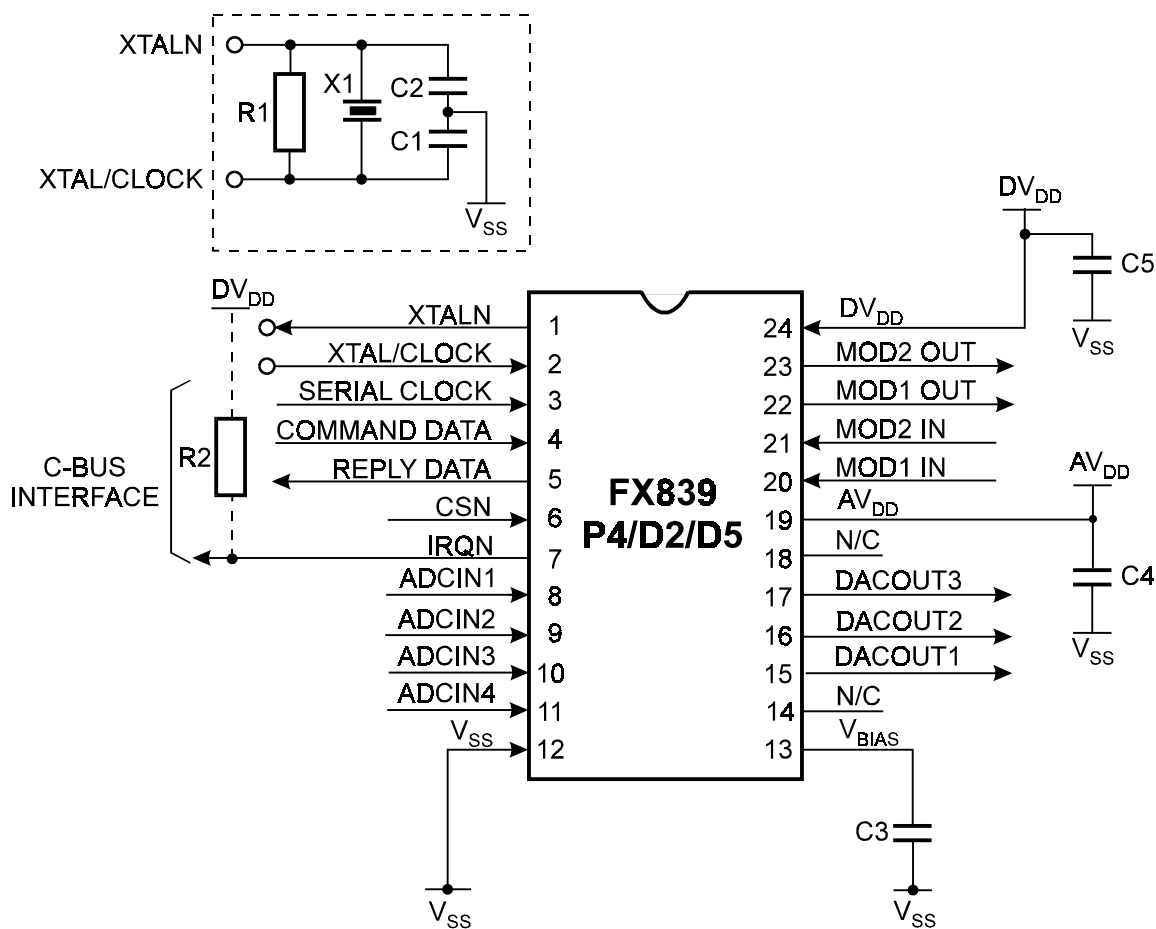 XTALN
X1
C2
R1
C1
XTAL/CLOCK
VSS
DVDD
C5
VSS
DVDD
XTALN
1
24
DVDD
XTAL/CLOCK
2
23
MOD2 OUT
SERIAL CLOCK
3
22
MOD1 OUT
COMMAND DATA
4
21
MOD2 IN
C-BUS
INTERFACE
R2
REPLY DATA
5
20
MOD1 IN
FX839
P4/D2/D5
CSN
6
19
AVDD
AVDD
IRQN
7
18
N/C
C4
VSS
ADCIN1
8
17
DACOUT3
ADCIN2
9
16
DACOUT2
ADCIN3
10
15
DACOUT1
ADCIN4
11
14
N/C
VSS
12
13
VBIAS
C3
VSS
VSS